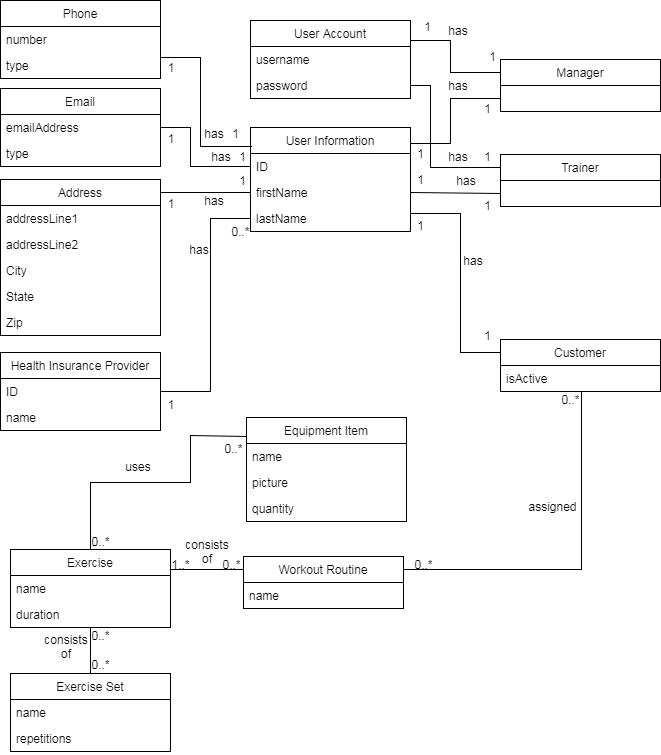 Phone
number
type
1
Email
emailAddress
type
1
Address
addressLine1
addressLine2
City
State
Zip
1
Health Insurance Provider
ID
name
1
User Account
username
password
1
has
1
Manager
has
1
has 1
has 1
1
has
0..*
has
User Information
ID
firstName
lastName
1
has
1
Trainer
1
has
1
1
has
1
Customer
isActive
0..*
assigned
Equipment Item
name
picture
quantity
0..*
uses
0..*
Exercise
name
duration
1..*
consists
of
0..*
Workout Routine
name
0..*
0..*
consists
of
0..*
Exercise Set
name
repetitions